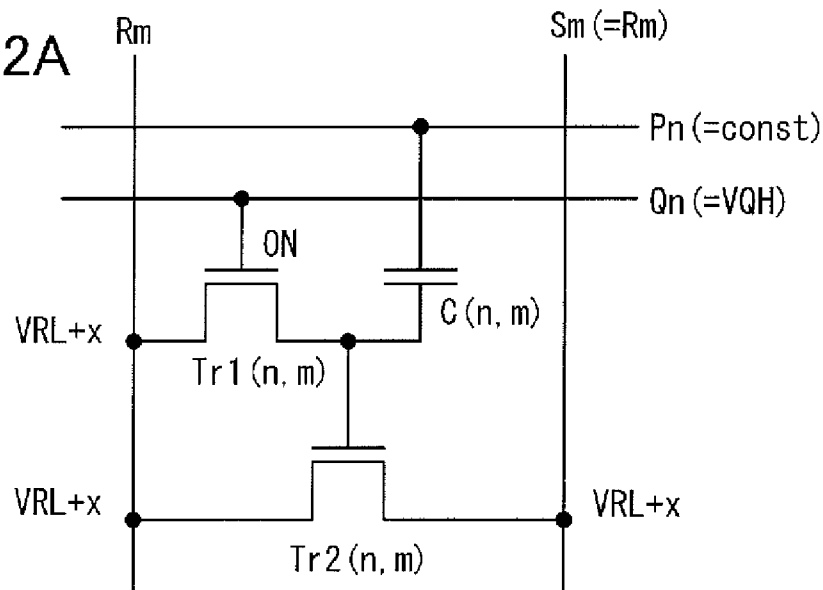 2A
Rm
Sm(=Rm)
Pn(=const)
Qn(=VQH)
ON
C(n,m)
VRL+x
Tr1(n,m)
VRL+x
VRL+x
Tr2(n,m)